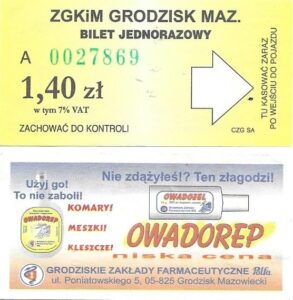 ZGKiM GRODZISK MAZ.
BILET JEDNORAZOWY
A 0027869
1,40 zł
w tym 7% VAT
ZACHOWAĆ DO KONTROLI
CZG SA
TU KASOWAĆ ZARAZ
PO WEJŚCIU DO POJAZDU
Nie zdążyłeś!? Ten złagodzi!
Użyj go!
To nie zaboli!
KOMARY!
MESZKI!
KLESZCZE!
OWADOREP
OWADOŻEL
OWADOREP
niska cena
GRODZISKIE ZAKŁADY FARMACEUTYCZNE Polfa
ul. Poniatowskiego 5, 05-825 Grodzisk Mazowiecki